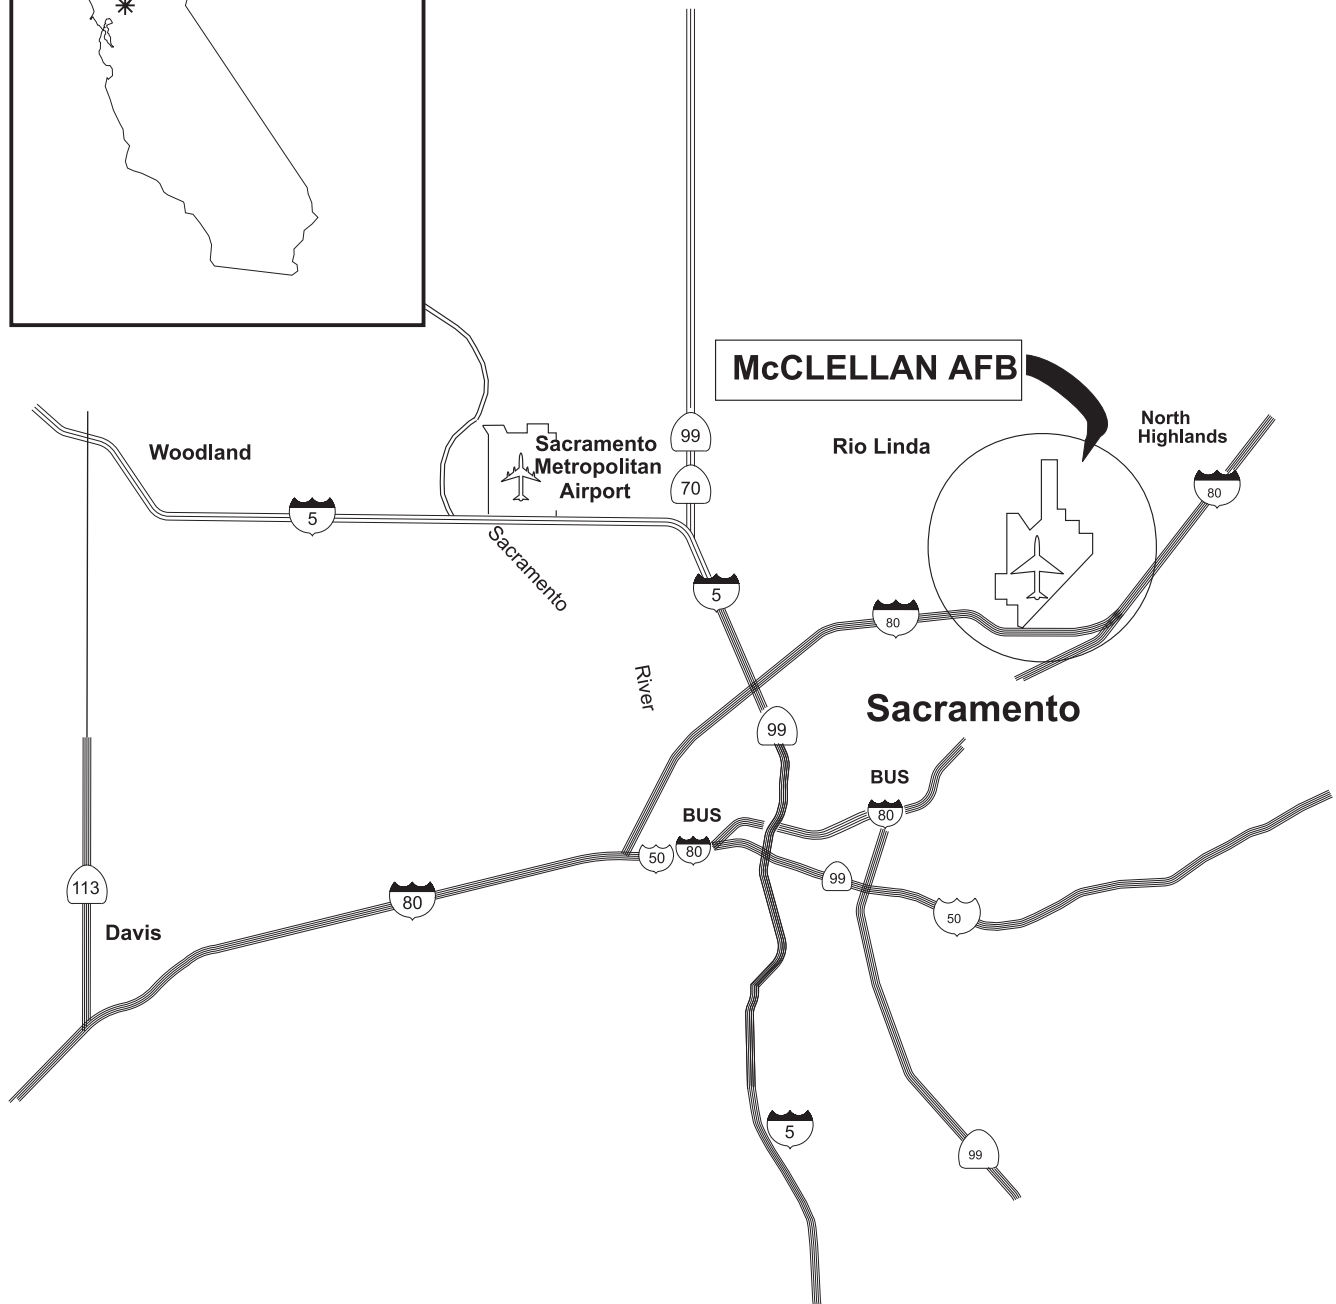 McCLELLAN AFB
North
Highlands
99
Sacramento
Rio Linda
Woodland
Metropolitan
70
80
Airport
5
Sacramento
5
80
River
Sacramento
99
BUS
BUS
80
50
80
99
113
80
50
Davis
5
99